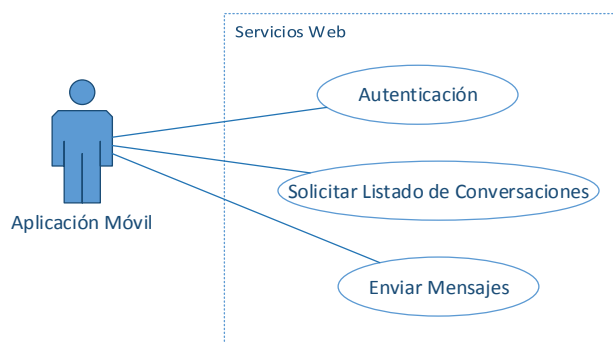 Servicios Web
Autenticación
Solicitar Listado de Conversaciones
Aplicación Móvil
Enviar Mensajes